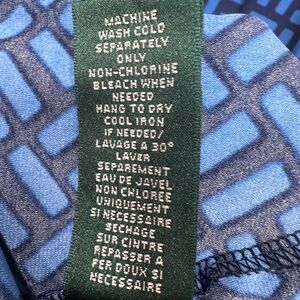 MACHINE
WASH COLD
SEPARATELY
ONLY
NON-CHLORINE
BLEACH WHEN
NEEDED
HANG TO DRY
COOL IRON
IF NEEDED/
LAVAGE A 30°
LAVER
SEPAREMENT
EAU DE JAVEL
NON CHLOREE
UNIQUEMENT
SI NECESSAIRE
SECHAGE
SUR CINTRE
REPASSER A
FER DOUX SI
NECESSAIRE